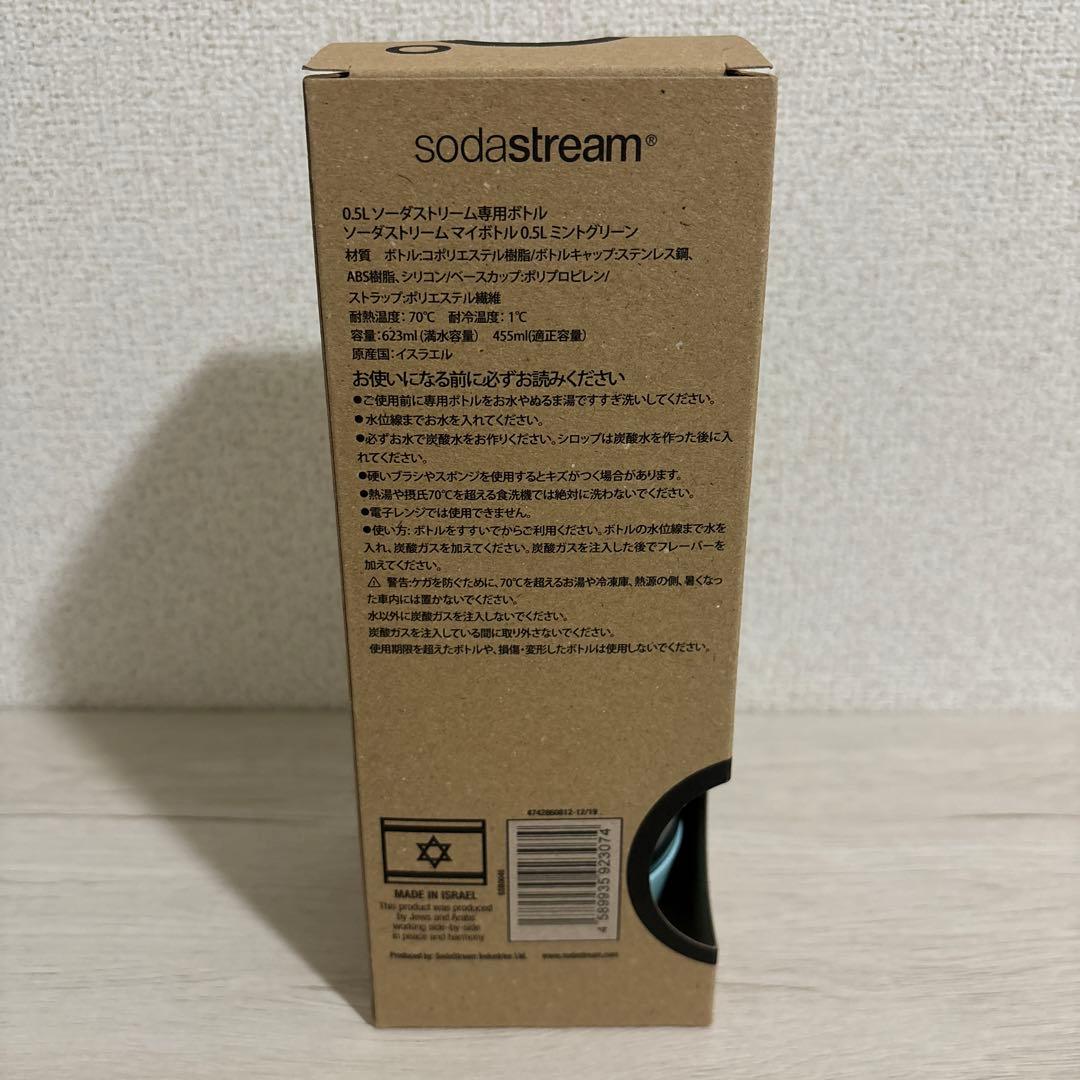 sodastream®
0.5L ソーダストリーム専用ボトル
ソーダストリーム マイボトル 0.5L ミントグリーン
材質　ボトル:コポリエステル樹脂/ボトルキャップ:ステンレス鋼、
ABS樹脂、シリコン/ベースカップ:ポリプロピレン/
ストラップ:ポリエステル繊維
耐熱温度：70℃　耐冷温度：1℃
容量：623ml (満水容量)　455ml(適正容量)
原産国：イスラエル
お使いになる前に必ずお読みください
●ご使用前に専用ボトルをお水やぬるま湯ですすぎ洗いしてください。
●水位線までお水を入れてください。
●必ずお水で炭酸水をお作りください。シロップは炭酸水を作った後に入
れてください。
●硬いブラシやスポンジを使用するとキズがつく場合があります。
●熱湯や摂氏70℃を超える食洗機では絶対に洗わないでください。
●電子レンジでは使用できません。
●使い方: ボトルをすすいでからご利用ください。ボトルの水位線まで水を
入れ、炭酸ガスを加えてください。炭酸ガスを注入した後でフレーバーを
加えてください。
⚠ 警告:ケガを防ぐために、70℃を超えるお湯や冷凍庫、熱源の側、暑くなっ
た車内には置かないでください。
水以外に炭酸ガスを注入しないでください。
炭酸ガスを注入している間に取り外さないでください。
使用期限を超えたボトルや、損傷・変形したボトルは使用しないでください。
4742860812-12/19
4 589935 923074
MADE IN ISRAEL
This product was produced
by Jews and Arabs
working side-by-side
in peace and harmony
Produced by: SodaStream Industries Ltd. www.sodastream.com